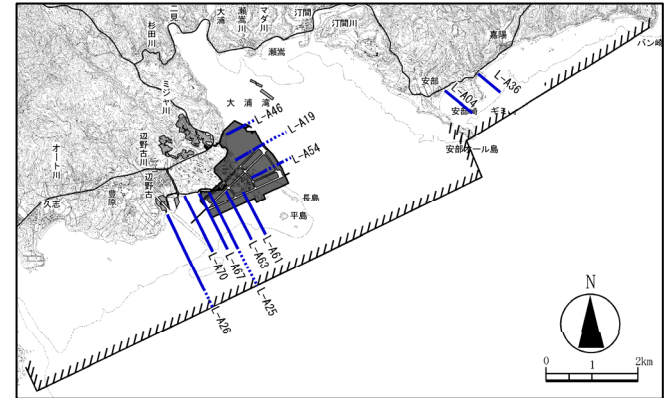 二見
杉田川
大浦
瀬嵩川
マダ川
汀間
汀間川
瀬嵩
嘉陽
バン崎
安部
L-A36
L-A04
安部崎
ギミ
安部オール島
ミジャ川
大浦湾
L-A46
L-A19
L-A54
辺野古川
辺野古
オート川
久志
豊原
長島
平島
L-A61
L-A63
L-A67
L-A70
L-A25
L-A26
N
0 1 2km